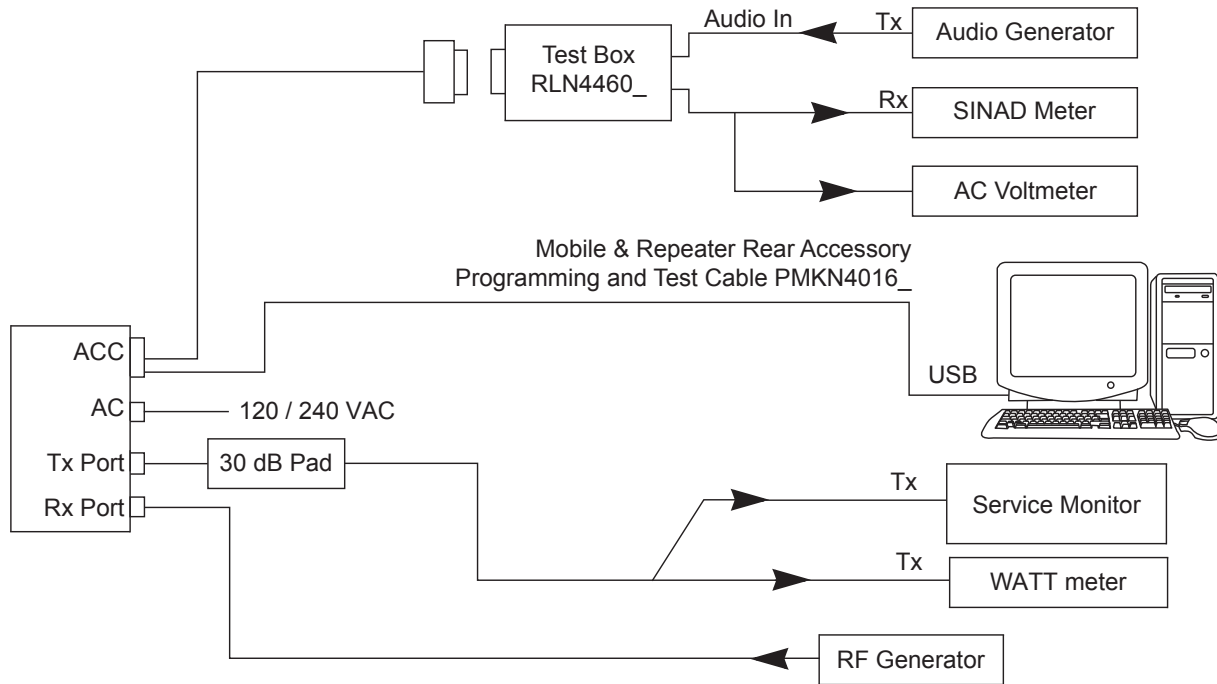 Audio In
Tx
Audio Generator
Test Box
RLN4460_
Rx
SINAD Meter
AC Voltmeter
Mobile & Repeater Rear Accessory
Programming and Test Cable PMKN4016_
USB
ACC
AC
120 / 240 VAC
Tx Port
30 dB Pad
Rx Port
Tx
Service Monitor
Tx
WATT meter
RF Generator